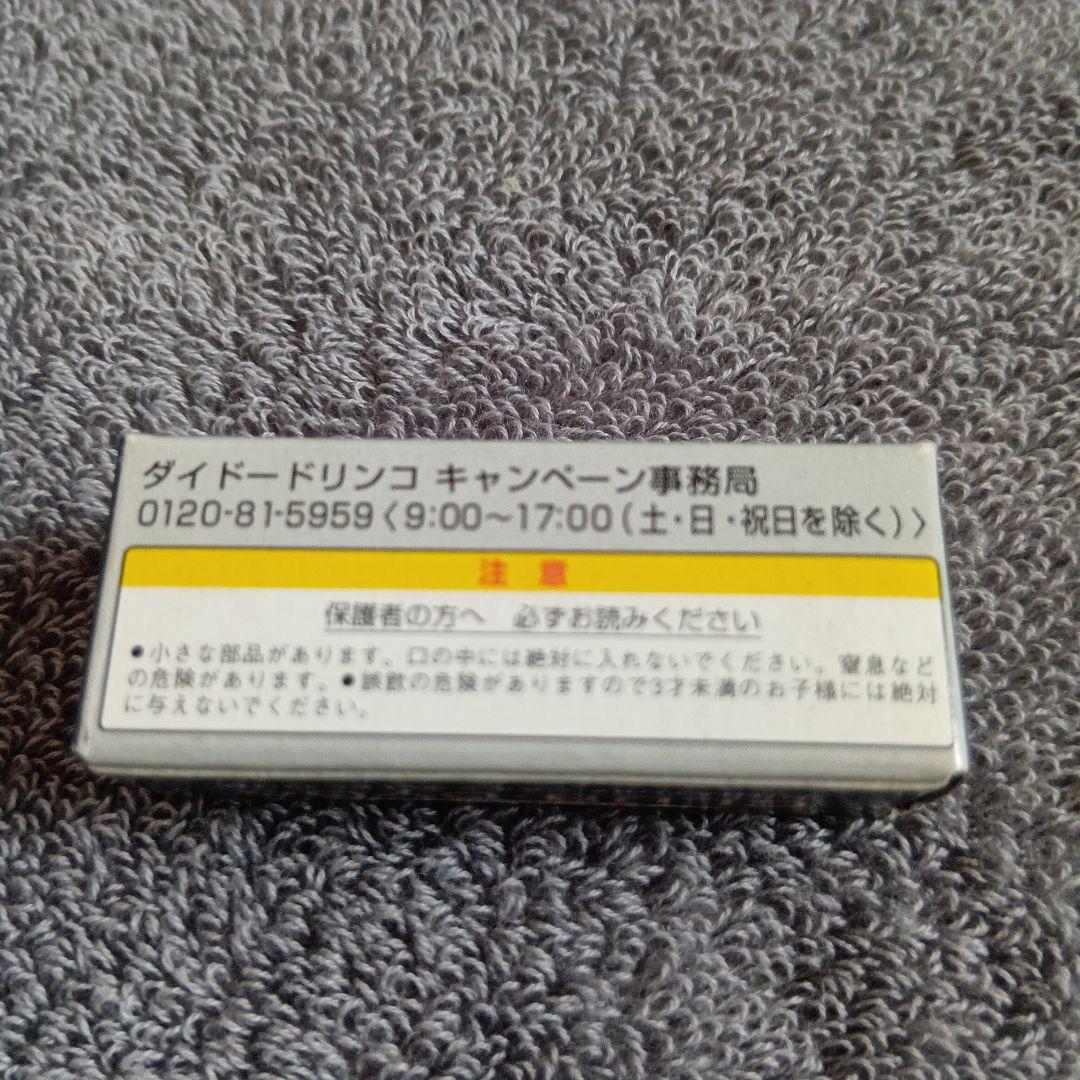 ダイドードリンコ キャンペーン事務局
0120-81-5959〈9:00～17:00(土・日・祝日を除く)〉
注 意
保護者の方へ 必ずお読みください
●小さな部品があります。口の中には絶対に入れないでください。窒息など
の危険があります。●誤飲の危険がありますので3才未満のお子様には絶対
に与えないでください。